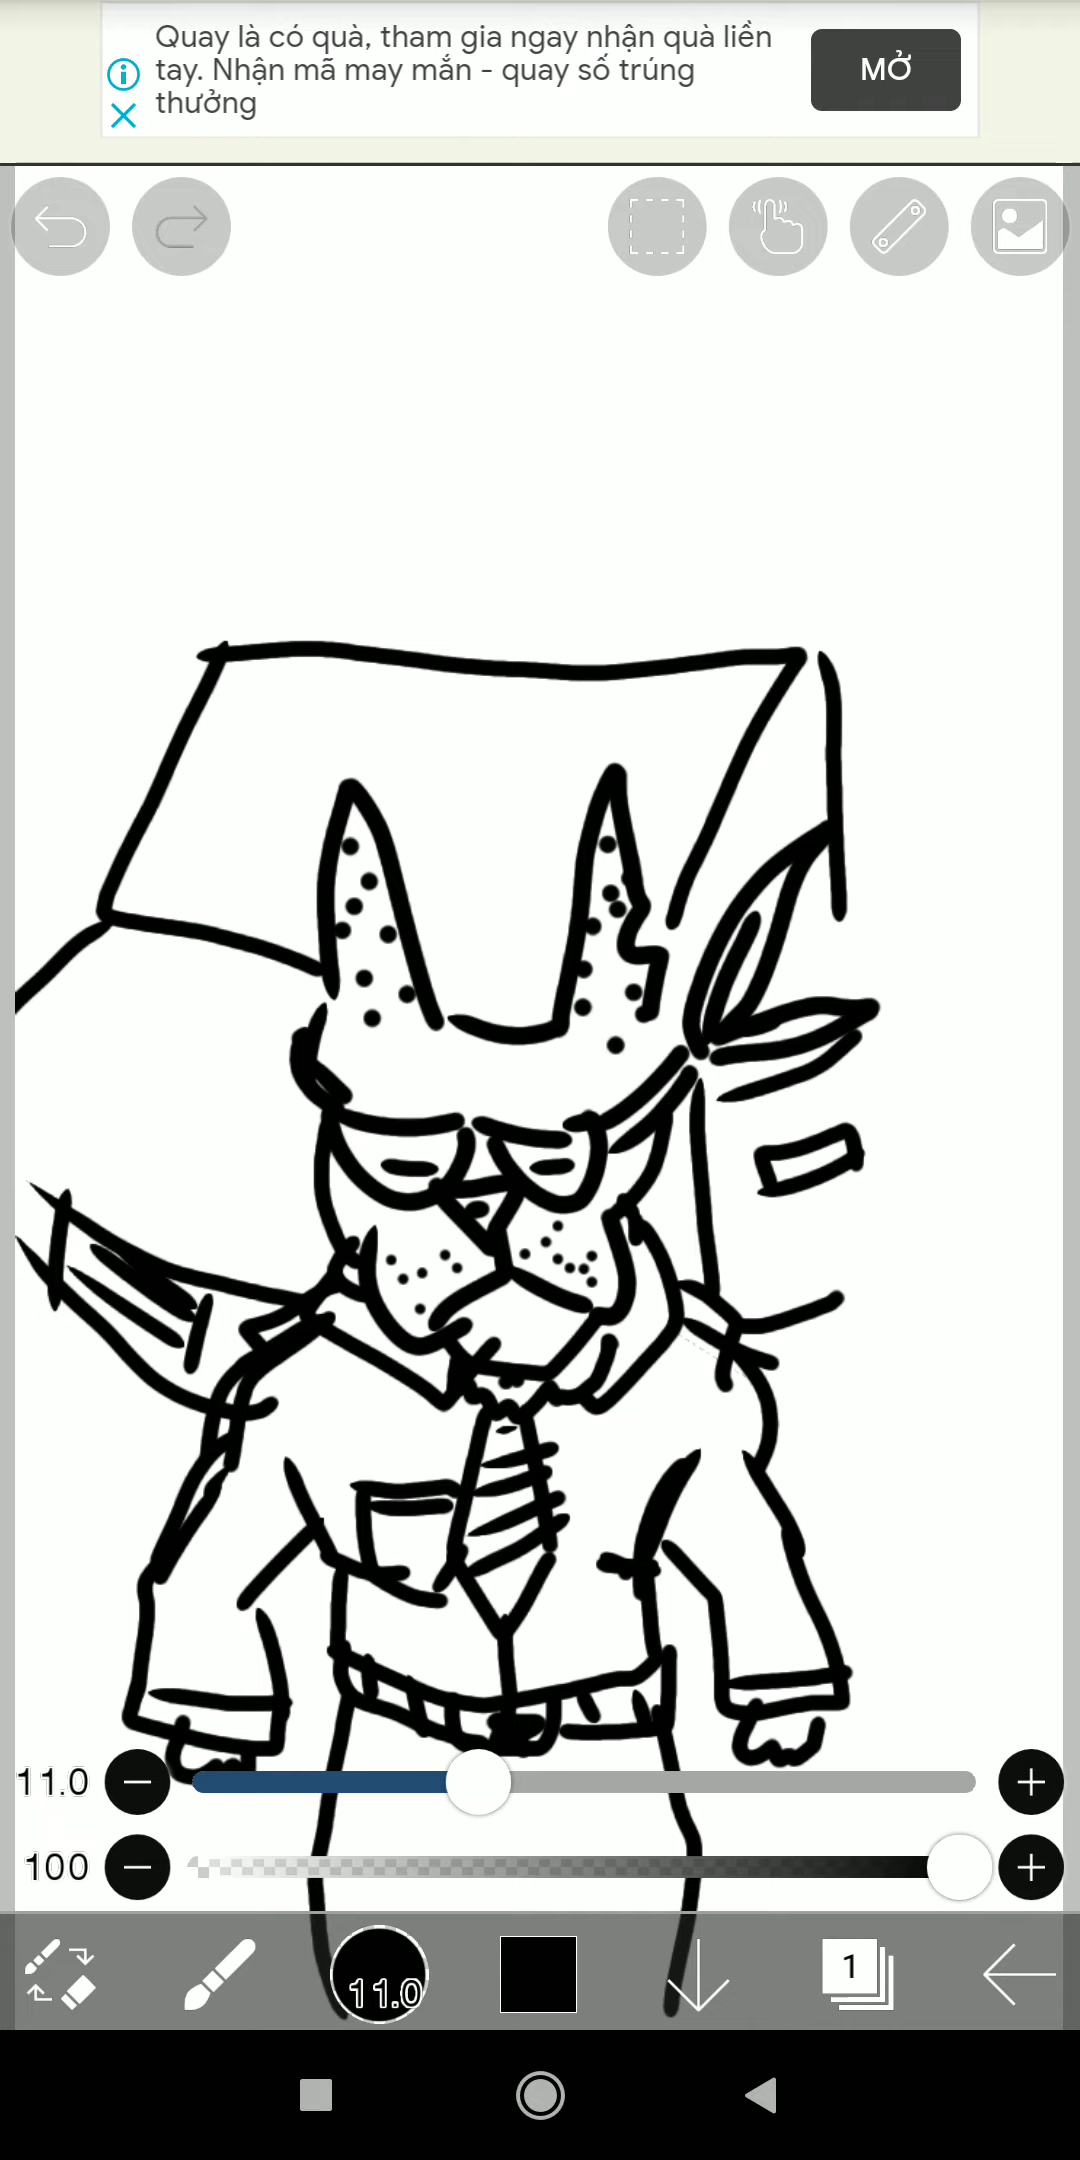 Quay là có quà, tham gia ngay nhận quà liền
tay. Nhận mã may mắn - quay số trúng
thưởng
MỞ
11.0
100
11.0
1